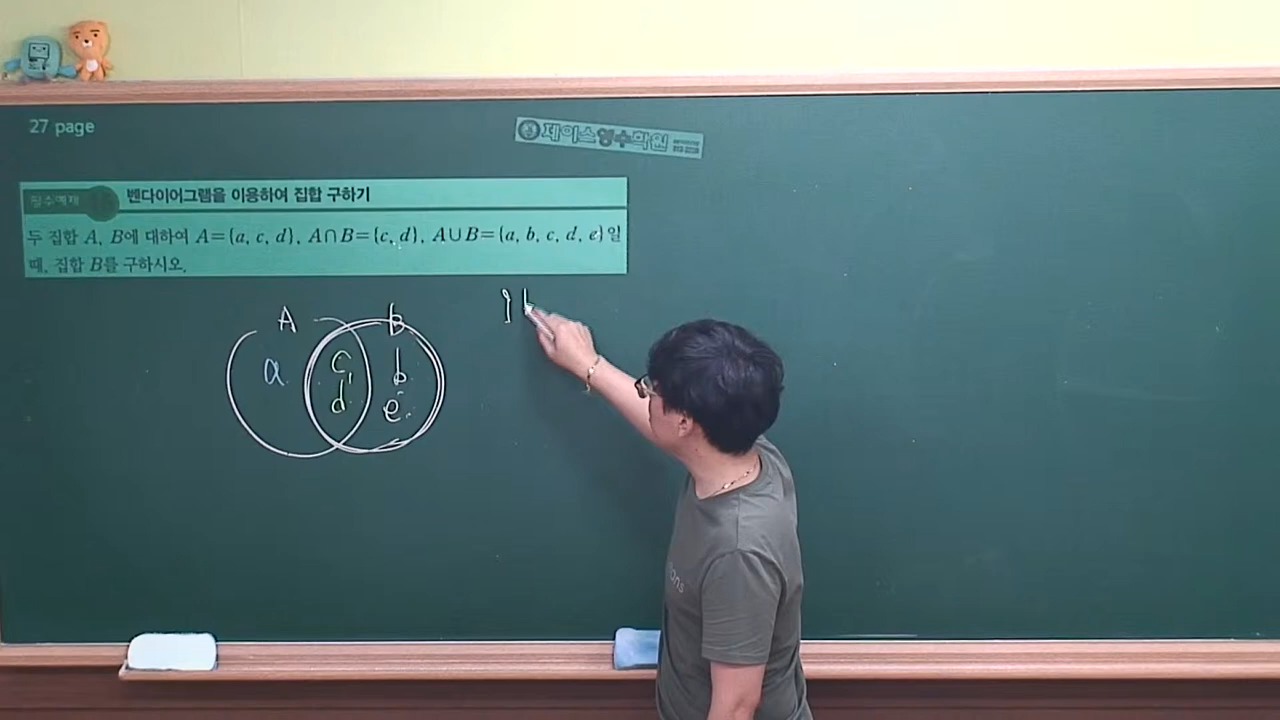 27 page
제이스영수학원
필수예제
벤다이어그램을 이용하여 집합 구하기
두 집합 A, B에 대하여 A={a, c, d}, A∩B={c, d}, A∪B={a, b, c, d, e}일
때, 집합 B를 구하시오.
A
B
a
c
d
b
e
{ b